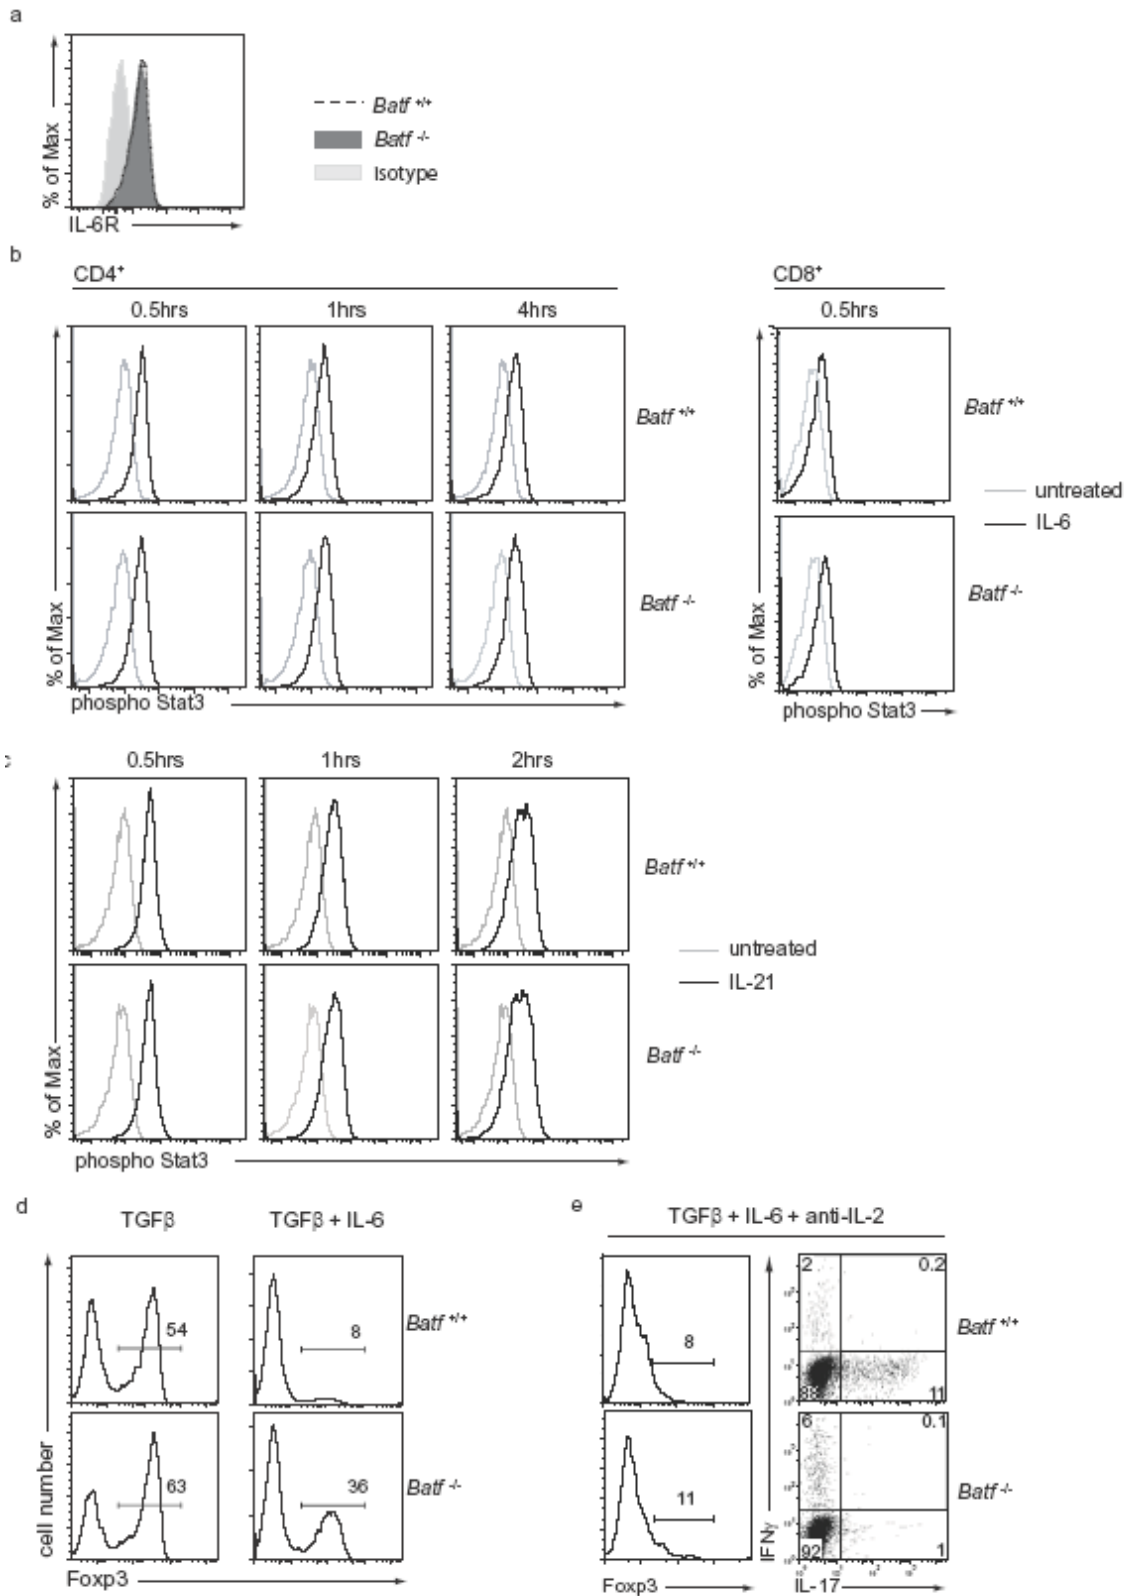 a
% of Max
IL-6R
Batf +/+
Batf -/-
Isotype
b
CD4+
CD8+
0.5hrs 1hrs 4hrs 0.5hrs
Batf +/+
Batf +/+
untreated
IL-6
Batf -/-
Batf -/-
% of Max
% of Max
phospho Stat3
phospho Stat3
c
0.5hrs 1hrs 2hrs
Batf +/+
untreated
IL-21
Batf -/-
% of Max
phospho Stat3
d
TGFβ TGFβ + IL-6
54
8
Batf +/+
63
36
Batf -/-
cell number
Foxp3
e
TGFβ + IL-6 + anti-IL-2
8
2 0.2
88 11
Batf +/+
11
6 0.1
92 1
Batf -/-
IFNγ
Foxp3
IL-17